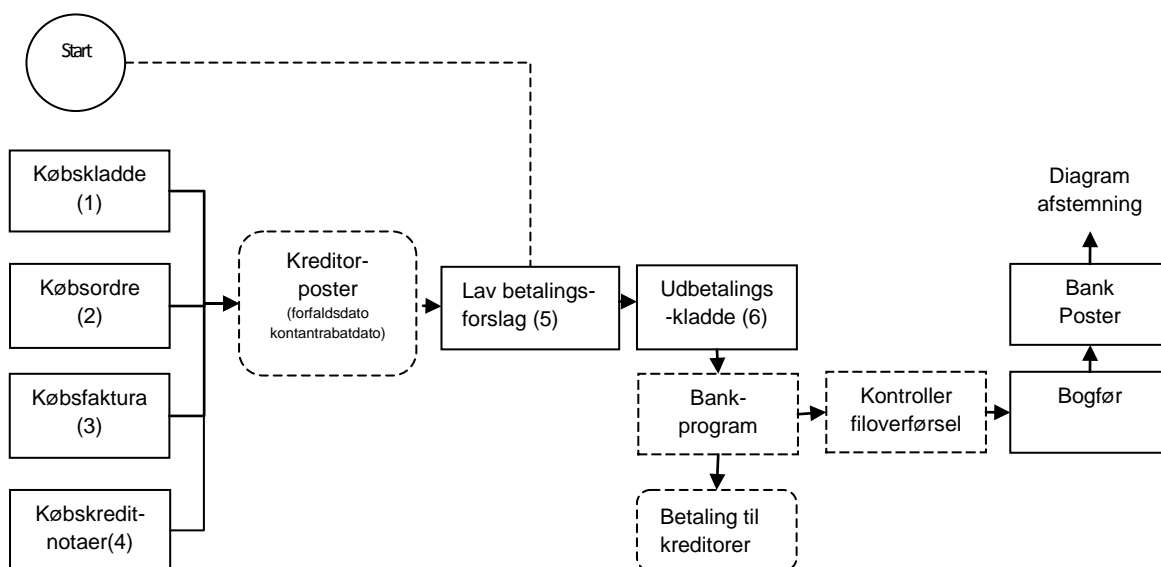 Start
Købskladde
(1)
Købsordre
(2)
Købsfaktura
(3)
Købskredit-
notaer(4)
Kreditor-
poster
(forfaldsdato
kontantrabatdato)
Lav betalings-
forslag (5)
Udbetalings
-kladde (6)
Bank-
program
Betaling til
kreditorer
Kontroller
filoverførsel
Bogfør
Bank
Poster
Diagram
afstemning